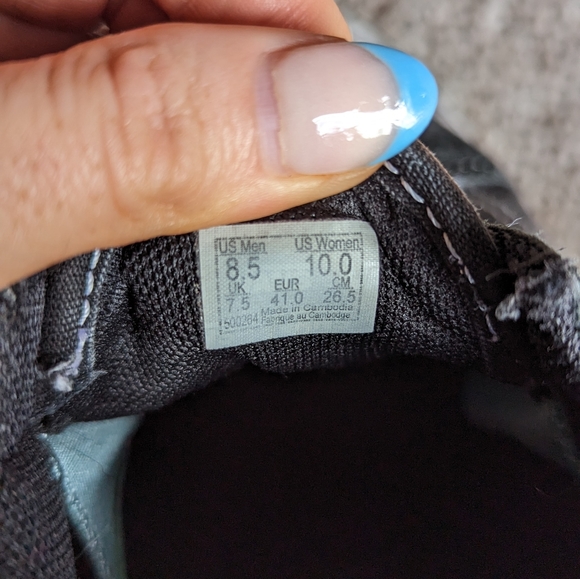 US Men US Women
8.5 10.0
UK EUR CM
7.5 41.0 26.5
Made in Cambodia
500264 Fabriqué au Cambodge